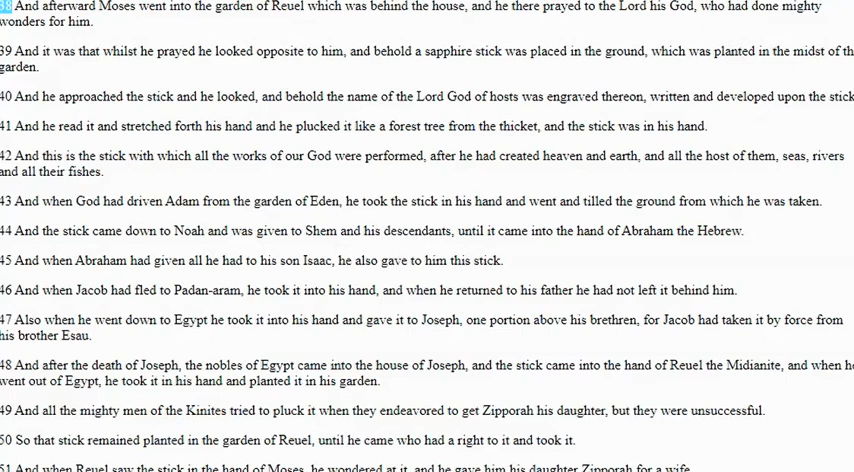 38 And afterward Moses went into the garden of Reuel which was behind the house, and he there prayed to the Lord his God, who had done mighty
wonders for him.
39 And it was that whilst he prayed he looked opposite to him, and behold a sapphire stick was placed in the ground, which was planted in the midst of th
garden.
40 And he approached the stick and he looked, and behold the name of the Lord God of hosts was engraved thereon, written and developed upon the stick
41 And he read it and stretched forth his hand and he plucked it like a forest tree from the thicket, and the stick was in his hand.
42 And this is the stick with which all the works of our God were performed, after he had created heaven and earth, and all the host of them, seas, rivers
and all their fishes.
43 And when God had driven Adam from the garden of Eden, he took the stick in his hand and went and tilled the ground from which he was taken.
44 And the stick came down to Noah and was given to Shem and his descendants, until it came into the hand of Abraham the Hebrew.
45 And when Abraham had given all he had to his son Isaac, he also gave to him this stick.
46 And when Jacob had fled to Padan-aram, he took it into his hand, and when he returned to his father he had not left it behind him.
47 Also when he went down to Egypt he took it into his hand and gave it to Joseph, one portion above his brethren, for Jacob had taken it by force from
his brother Esau.
48 And after the death of Joseph, the nobles of Egypt came into the house of Joseph, and the stick came into the hand of Reuel the Midianite, and when h
went out of Egypt, he took it in his hand and planted it in his garden.
49 And all the mighty men of the Kinites tried to pluck it when they endeavored to get Zipporah his daughter, but they were unsuccessful.
50 So that stick remained planted in the garden of Reuel, until he came who had a right to it and took it.
51 And when Reuel saw the stick in the hand of Moses, he wondered at it, and he gave him his daughter Zipporah for a wife.